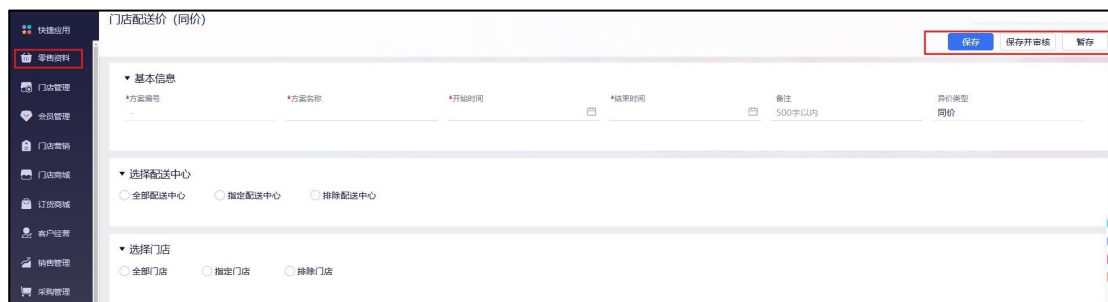 门店配送价（同价）
保存 保存并审核 暂存
快捷应用
零售资料
门店管理
会员管理
门店营销
门店商城
订货商城
客户经营
销售管理
采购管理
▼ 基本信息
*方案编号 *方案名称 *开始时间 *结束时间 备注 异价类型
- 500字以内 同价
▼ 选择配送中心
全部配送中心 指定配送中心 排除配送中心
▼ 选择门店
全部门店 指定门店 排除门店